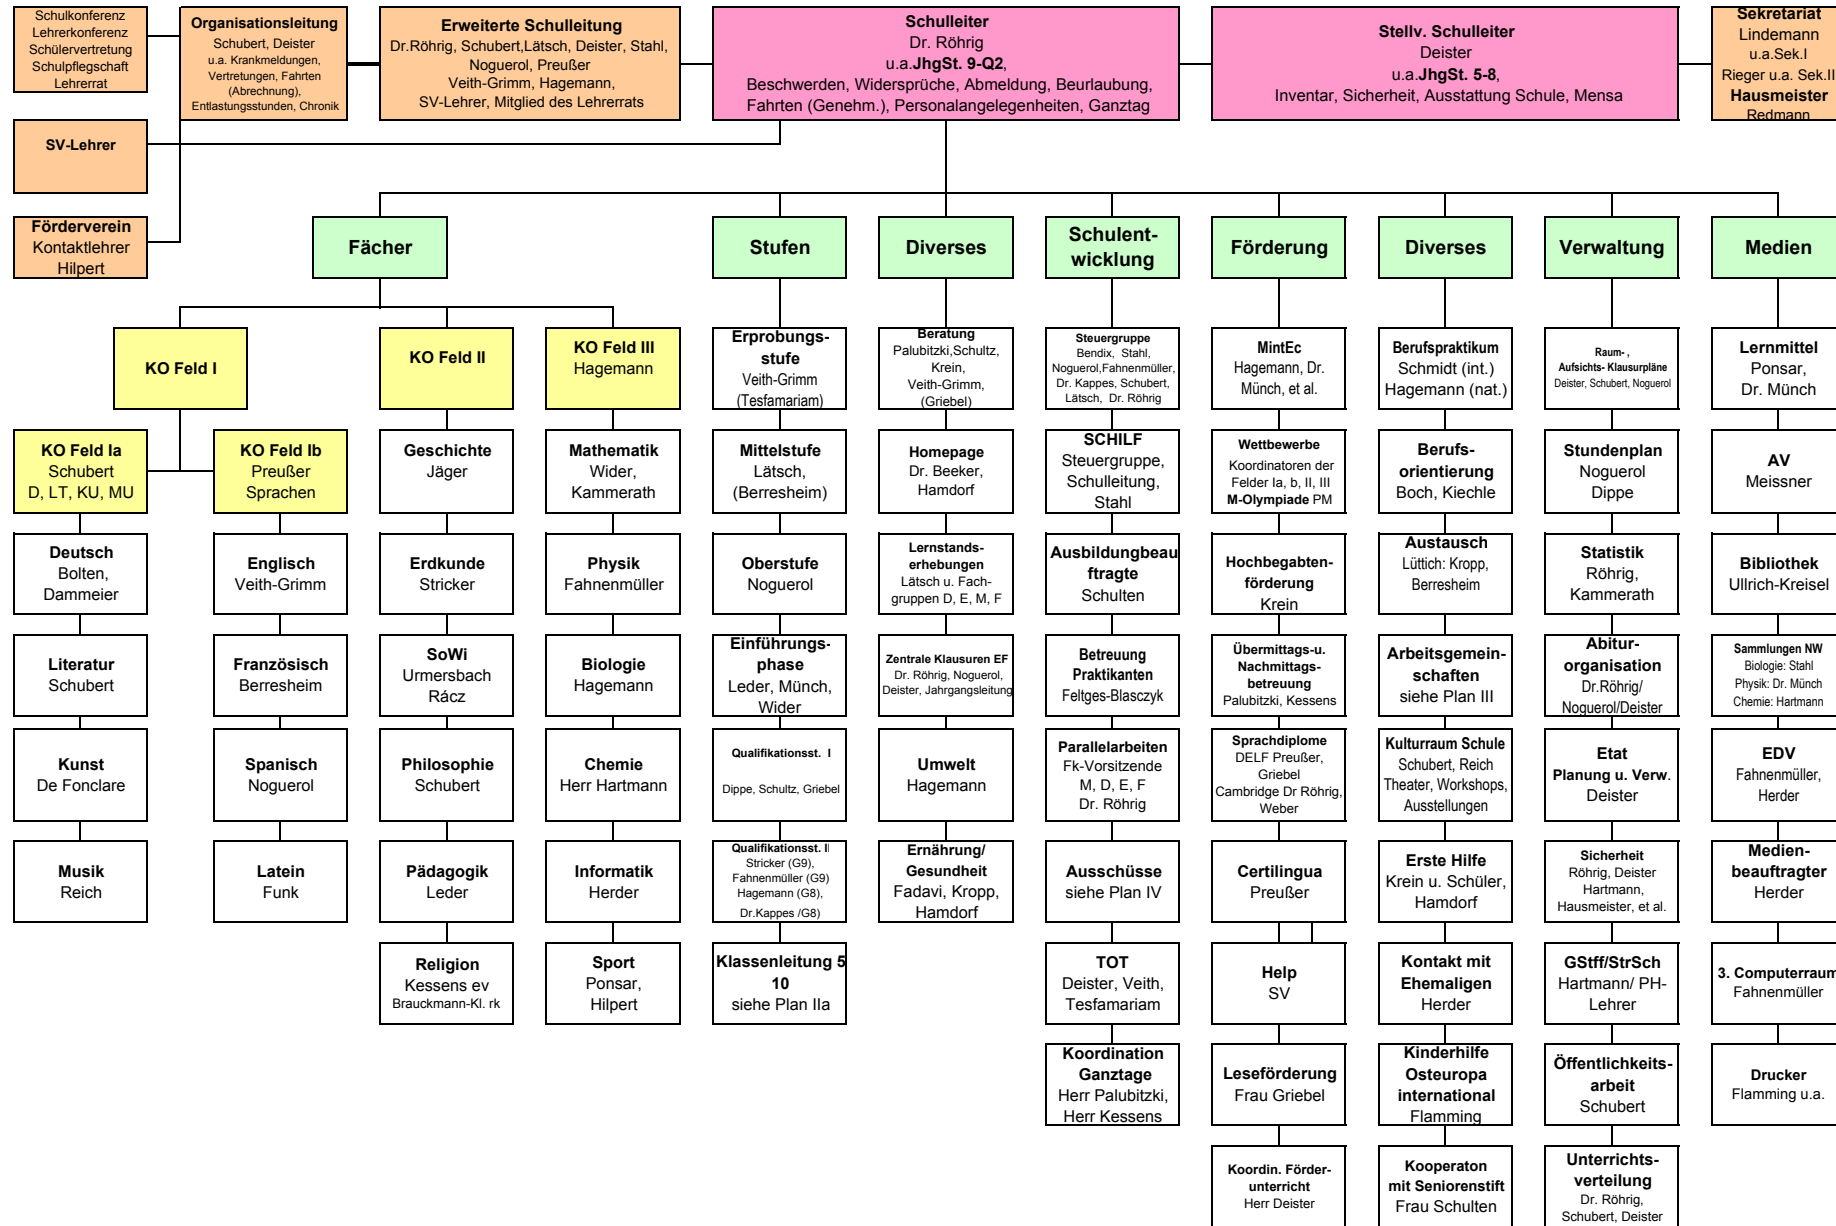 Schulkonferenz
Lehrerkonferenz
Schülervertretung
Schulpflegschaft
Lehrerrat
Organisationsleitung
Schubert, Deister
u.a. Krankmeldungen,
Vertretungen, Fahrten
(Abrechnung),
Entlastungsstunden, Chronik
Erweiterte Schulleitung
Dr.Röhrig, Schubert,Lätsch, Deister, Stahl,
Noguerol, Preußer
Veith-Grimm, Hagemann,
SV-Lehrer, Mitglied des Lehrerrats
Schulleiter
Dr. Röhrig
u.a.JhgSt. 9-Q2,
Beschwerden, Widersprüche, Abmeldung, Beurlaubung,
Fahrten (Genehm.), Personalangelegenheiten, Ganztag
Stellv. Schulleiter
Deister
u.a.JhgSt. 5-8,
Inventar, Sicherheit, Ausstattung Schule, Mensa
Sekretariat
Lindemann
u.a.Sek.I
Rieger u.a. Sek.II
Hausmeister
Redmann
SV-Lehrer
Förderverein
Kontaktlehrer
Hilpert
Fächer
Stufen
Diverses
Schulent-
wicklung
Förderung
Diverses
Verwaltung
Medien
KO Feld I
KO Feld II
KO Feld III
Hagemann
Erprobungs-
stufe
Veith-Grimm
(Tesfamariam)
Beratung
Palubitzki,Schultz,
Krein,
Veith-Grimm,
(Griebel)
Steuergruppe
Bendix, Stahl,
Noguerol,Fahnenmüller,
Dr. Kappes, Schubert,
Lätsch, Dr. Röhrig
MintEc
Hagemann, Dr.
Münch, et al.
Berufspraktikum
Schmidt (int.)
Hagemann (nat.)
Raum- ,
Aufsichts- Klausurpläne
Deister, Schubert, Noguerol
Lernmittel
Ponsar,
Dr. Münch
KO Feld Ia
Schubert
D, LT, KU, MU
KO Feld Ib
Preußer
Sprachen
Geschichte
Jäger
Mathematik
Wider,
Kammerath
Mittelstufe
Lätsch,
(Berresheim)
Homepage
Dr. Beeker,
Hamdorf
SCHILF
Steuergruppe,
Schulleitung,
Stahl
Wettbewerbe
Koordinatoren der
Felder Ia, b, II, III
M-Olympiade PM
Berufs-
orientierung
Boch, Kiechle
Stundenplan
Noguerol
Dippe
AV
Meissner
Deutsch
Bolten,
Dammeier
Englisch
Veith-Grimm
Erdkunde
Stricker
Physik
Fahnenmüller
Oberstufe
Noguerol
Lernstands-
erhebungen
Lätsch u. Fach-
gruppen D, E, M, F
Ausbildungbeau
ftragte
Schulten
Hochbegabten-
förderung
Krein
Austausch
Lüttich: Kropp,
Berresheim
Statistik
Röhrig,
Kammerath
Bibliothek
Ullrich-Kreisel
Literatur
Schubert
Französisch
Berresheim
SoWi
Urmersbach
Rácz
Biologie
Hagemann
Einführungs-
phase
Leder, Münch,
Wider
Zentrale Klausuren EF
Dr. Röhrig, Noguerol,
Deister, Jahrgangsleitung
Betreuung
Praktikanten
Feltges-Blasczyk
Übermittags-u.
Nachmittags-
betreuung
Palubitzki, Kessens
Arbeitsgemein-
schaften
siehe Plan III
Abitur-
organisation
Dr.Röhrig/
Noguerol/Deister
Sammlungen NW
Biologie: Stahl
Physik: Dr. Münch
Chemie: Hartmann
Kunst
De Fonclare
Spanisch
Noguerol
Philosophie
Schubert
Chemie
Herr Hartmann
Qualifikationsst. I
Dippe, Schultz, Griebel
Umwelt
Hagemann
Parallelarbeiten
Fk-Vorsitzende
M, D, E, F
Dr. Röhrig
Sprachdiplome
DELF Preußer,
Griebel
Cambridge Dr Röhrig,
Weber
Kulturraum Schule
Schubert, Reich
Theater, Workshops,
Ausstellungen
Etat
Planung u. Verw.
Deister
EDV
Fahnenmüller,
Herder
Musik
Reich
Latein
Funk
Pädagogik
Leder
Informatik
Herder
Qualifikationsst. II
Stricker (G9),
Fahnenmüller (G9)
Hagemann (G8),
Dr.Kappes /G8)
Ernährung/
Gesundheit
Fadavi, Kropp,
Hamdorf
Ausschüsse
siehe Plan IV
Certilingua
Preußer
Erste Hilfe
Krein u. Schüler,
Hamdorf
Sicherheit
Röhrig, Deister
Hartmann,
Hausmeister, et al.
Medien-
beauftragter
Herder
Religion
Kessens ev
Brauckmann-Kl. rk
Sport
Ponsar,
Hilpert
Klassenleitung 5
10
siehe Plan IIa
TOT
Deister, Veith,
Tesfamariam
Help
SV
Kontakt mit
Ehemaligen
Herder
GStff/StrSch
Hartmann/ PH-
Lehrer
3. Computerraum
Fahnenmüller
Koordination
Ganztage
Herr Palubitzki,
Herr Kessens
Leseförderung
Frau Griebel
Kinderhilfe
Osteuropa
international
Flamming
Öffentlichkeits-
arbeit
Schubert
Drucker
Flamming u.a.
Koordin. Förder-
unterricht
Herr Deister
Kooperaton
mit Seniorenstift
Frau Schulten
Unterrichts-
verteilung
Dr. Röhrig,
Schubert, Deister